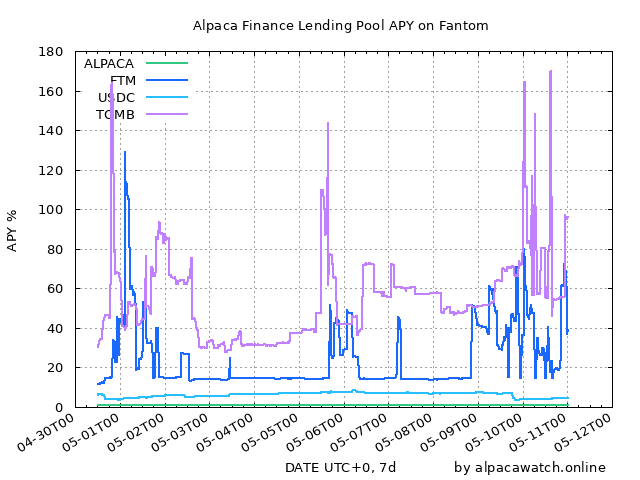 Alpaca Finance Lending Pool APY on Fantom
180
160
140
120
100
80
60
40
20
0
APY %
ALPACA
FTM
USDC
TOMB
04-30T00
05-01T00
05-02T00
05-03T00
05-04T00
05-05T00
05-06T00
05-07T00
05-08T00
05-09T00
05-10T00
05-11T00
05-12T00
DATE UTC+0, 7d
by alpacawatch.online